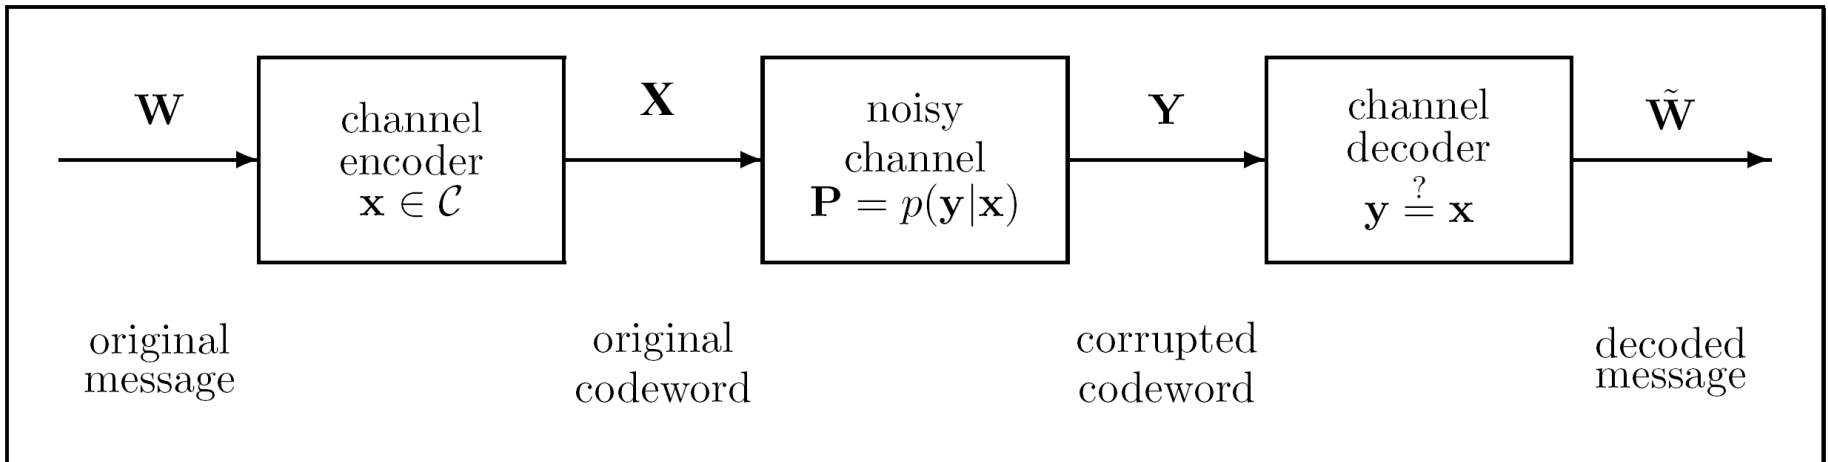 W
channel
encoder
x ∈ 𝒞
X
noisy
channel
P = p(y|x)
Y
channel
decoder
y ≟ x
W̃
original
message
original
codeword
corrupted
codeword
decoded
message